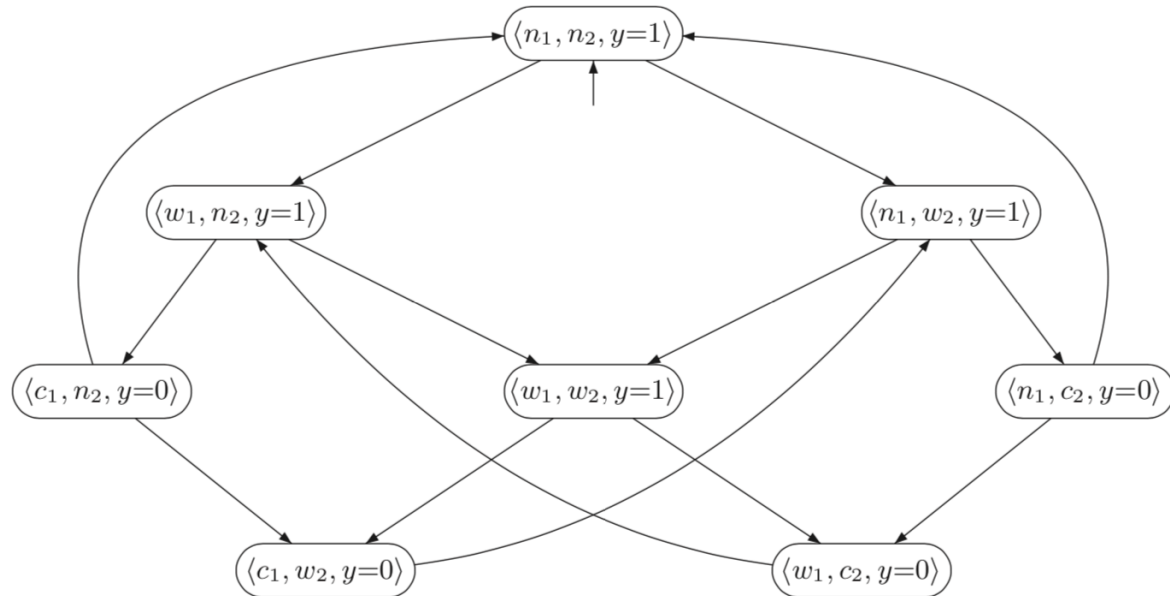 ⟨n₁, n₂, y=1⟩
⟨w₁, n₂, y=1⟩
⟨n₁, w₂, y=1⟩
⟨c₁, n₂, y=0⟩
⟨w₁, w₂, y=1⟩
⟨n₁, c₂, y=0⟩
⟨c₁, w₂, y=0⟩
⟨w₁, c₂, y=0⟩